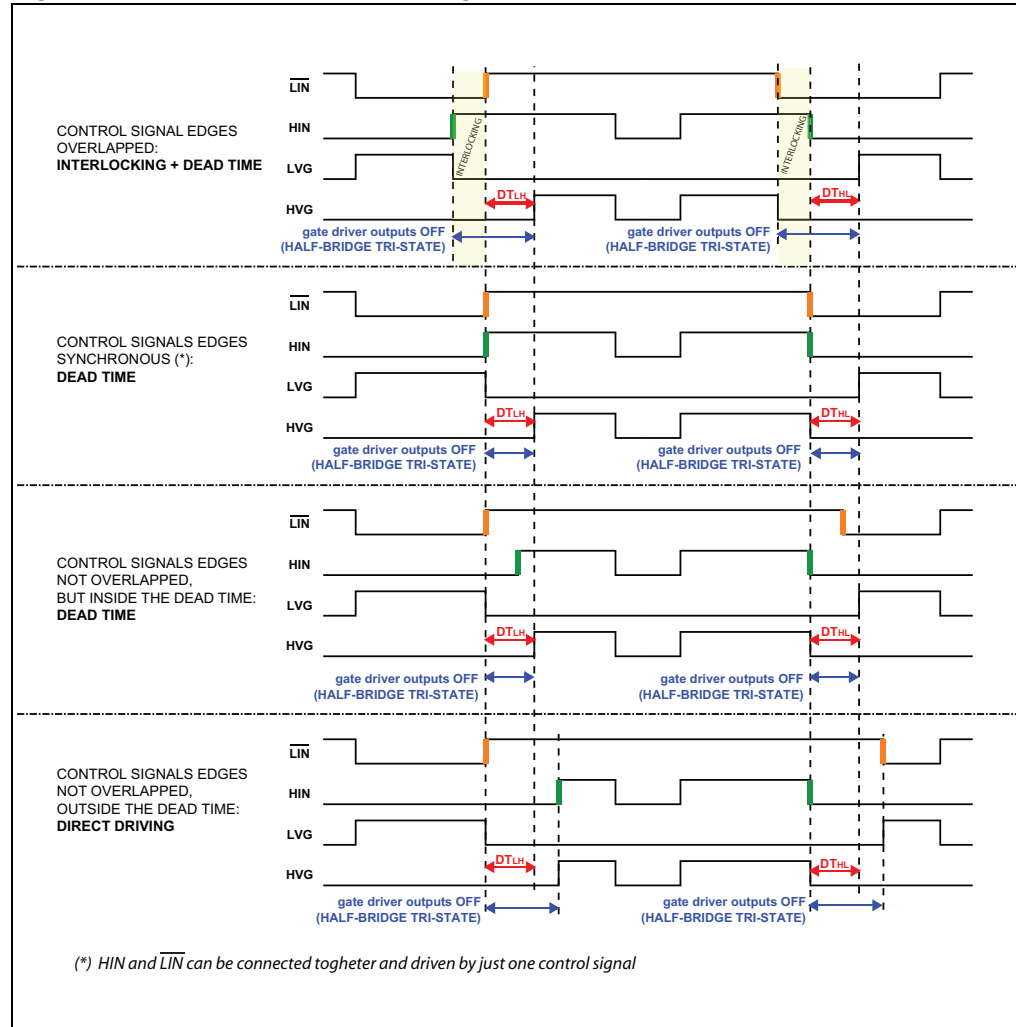 LIN
HIN
CONTROL SIGNAL EDGES
OVERLAPPED:
INTERLOCKING + DEAD TIME
LVG
HVG
INTERLOCKING
INTERLOCKING
DTLH
DTHL
gate driver outputs OFF
(HALF-BRIDGE TRI-STATE)
gate driver outputs OFF
(HALF-BRIDGE TRI-STATE)
LIN
HIN
CONTROL SIGNALS EDGES
SYNCHRONOUS (*):
DEAD TIME
LVG
HVG
DTLH
DTHL
gate driver outputs OFF
(HALF-BRIDGE TRI-STATE)
gate driver outputs OFF
(HALF-BRIDGE TRI-STATE)
LIN
HIN
CONTROL SIGNALS EDGES
NOT OVERLAPPED,
BUT INSIDE THE DEAD TIME:
DEAD TIME
LVG
HVG
DTLH
DTHL
gate driver outputs OFF
(HALF-BRIDGE TRI-STATE)
gate driver outputs OFF
(HALF-BRIDGE TRI-STATE)
LIN
HIN
CONTROL SIGNALS EDGES
NOT OVERLAPPED,
OUTSIDE THE DEAD TIME:
DIRECT DRIVING
LVG
HVG
DTLH
DTHL
gate driver outputs OFF
(HALF-BRIDGE TRI-STATE)
gate driver outputs OFF
(HALF-BRIDGE TRI-STATE)
(*) HIN and LIN can be connected togheter and driven by just one control signal